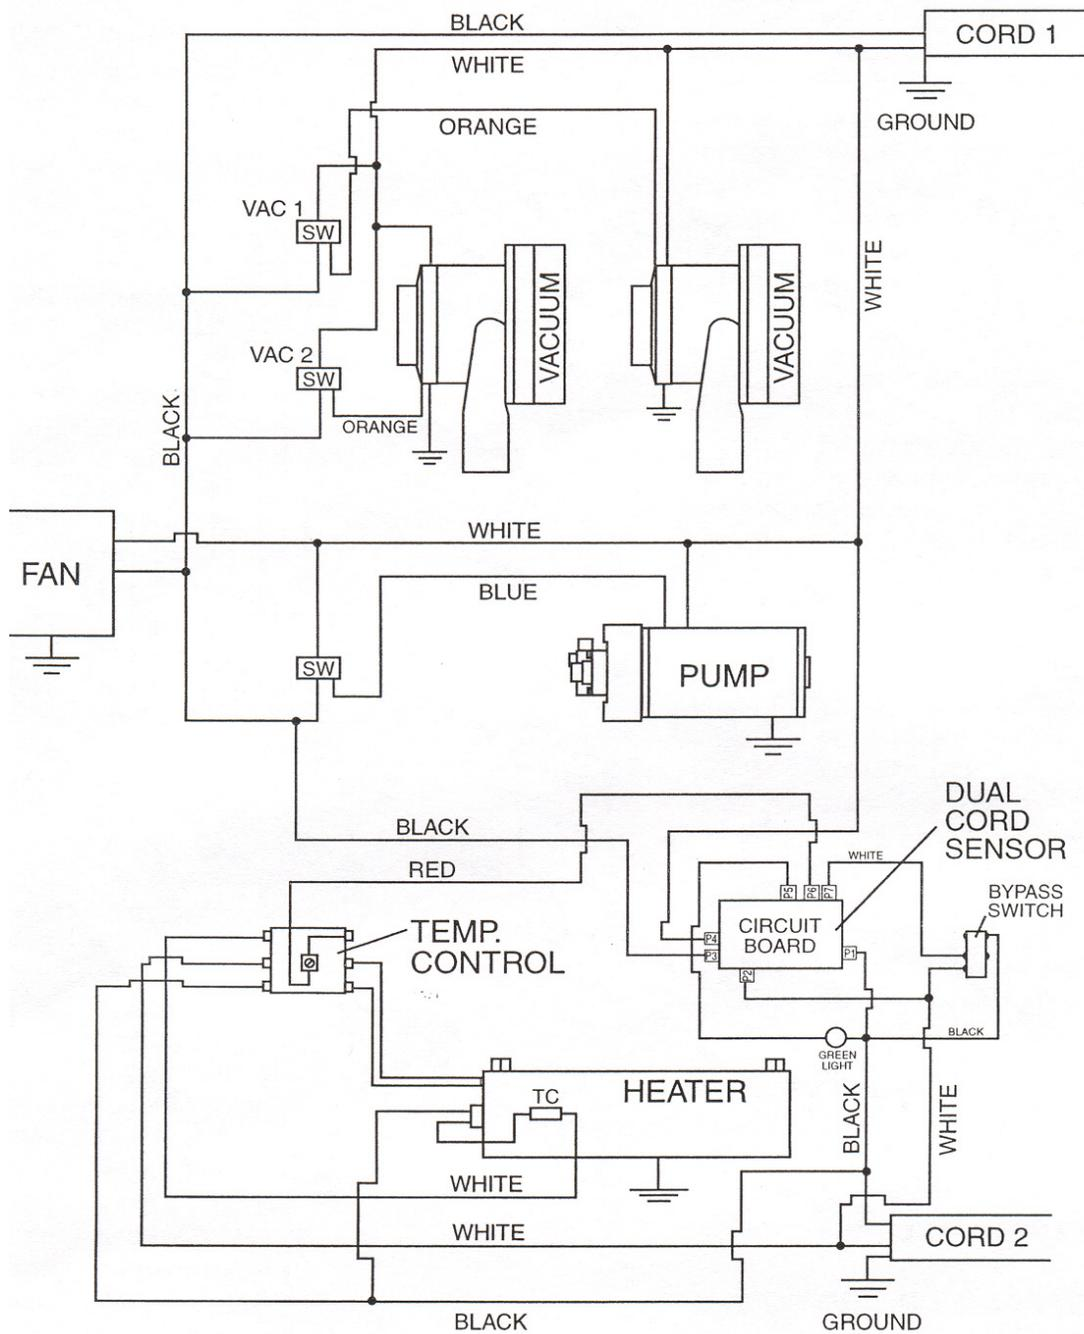 BLACK
CORD 1
WHITE
GROUND
ORANGE
VAC 1
SW
WHITE
VACUUM
VACUUM
VAC 2
SW
ORANGE
BLACK
WHITE
FAN
BLUE
SW
PUMP
DUAL
CORD
SENSOR
BLACK
WHITE
RED
BYPASS
SWITCH
P5
P6
P7
CIRCUIT
BOARD
P4
P3
P1
P2
TEMP.
CONTROL
BLACK
GREEN
LIGHT
HEATER
TC
BLACK
WHITE
WHITE
WHITE
CORD 2
BLACK
GROUND